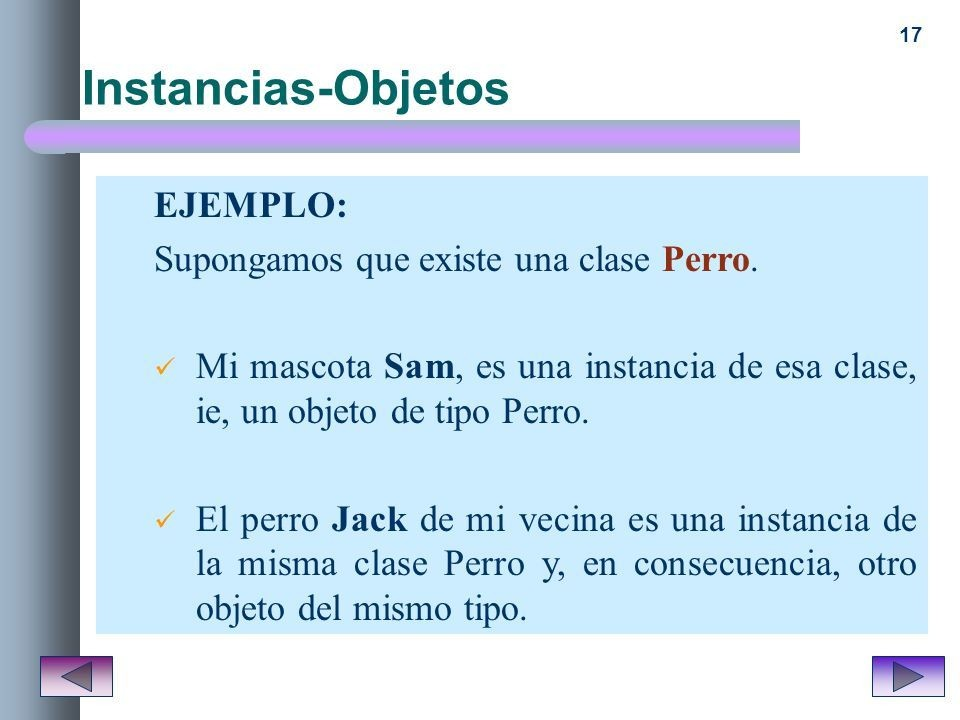 17
Instancias-Objetos
EJEMPLO:
Supongamos que existe una clase Perro.
✓ Mi mascota Sam, es una instancia de esa clase,
ie, un objeto de tipo Perro.
✓ El perro Jack de mi vecina es una instancia de
la misma clase Perro y, en consecuencia, otro
objeto del mismo tipo.